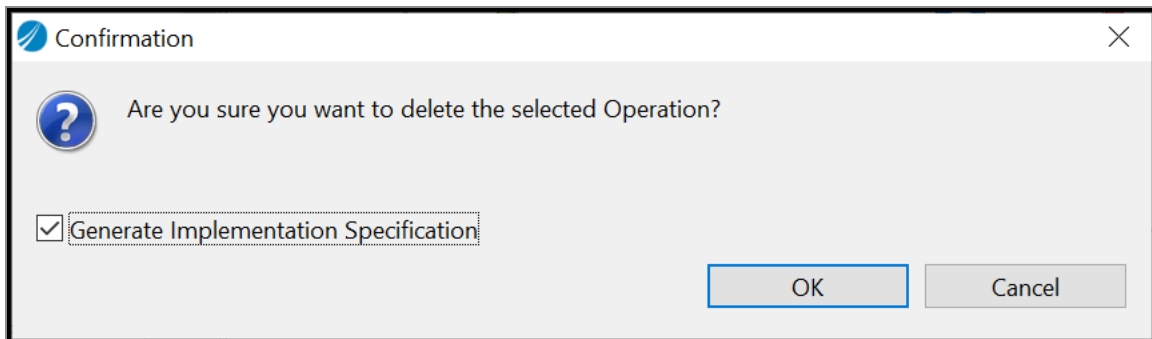 Confirmation
Are you sure you want to delete the selected Operation?
Generate Implementation Specification
OK Cancel